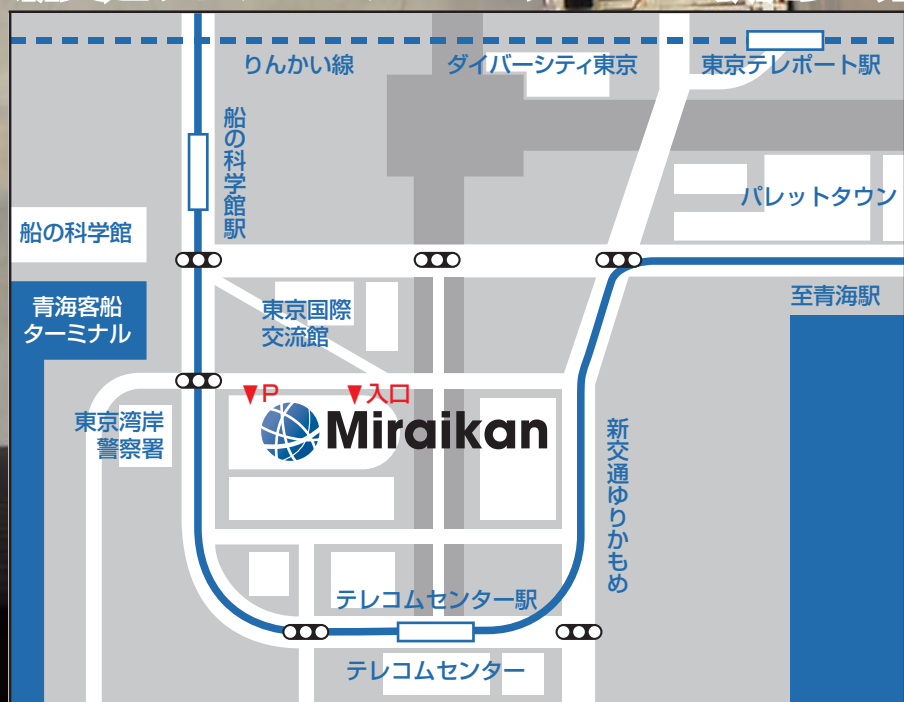 りんかい線
ダイバーシティ東京
東京テレポート駅
船の科学館駅
パレットタウン
船の科学館
青海客船
ターミナル
東京国際
交流館
至青海駅
▼P
▼入口
Miraikan
東京湾岸
警察署
新交通ゆりかもめ
テレコムセンター駅
テレコムセンター